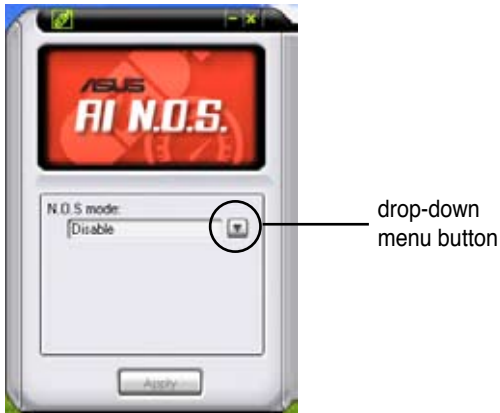 ASUS
AI N.O.S.
N.O.S mode:
Disable
drop-down
menu button
Apply